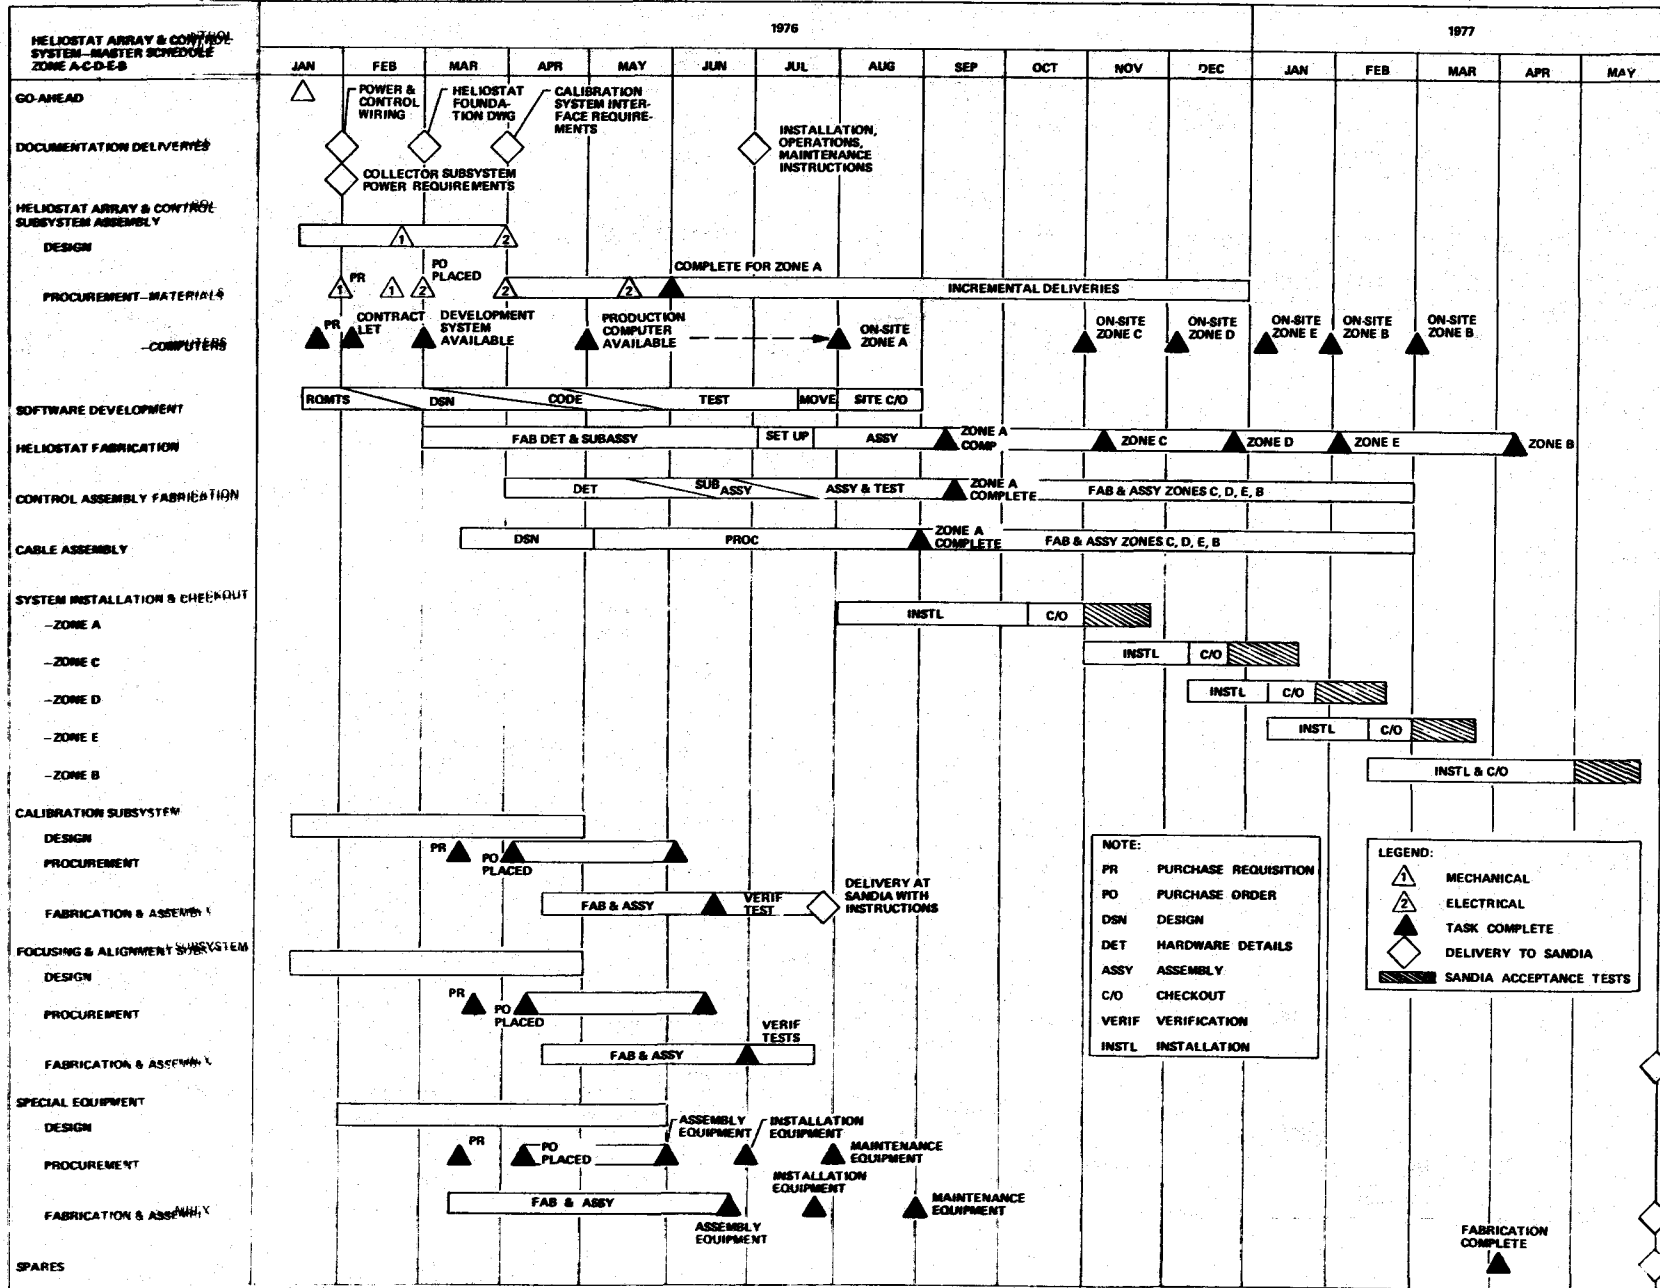 HELIOSTAT ARRAY & CONTROL
SYSTEM-MASTER SCHEDULE
ZONE A-C-D-E-B
1976
1977
JAN
FEB
MAR
APR
MAY
JUN
JUL
AUG
SEP
OCT
NOV
DEC
JAN
FEB
MAR
APR
MAY
GO-AHEAD
POWER &
CONTROL
WIRING
HELIOSTAT
FOUNDA-
TION DWG
CALIBRATION
SYSTEM INTER-
FACE REQUIRE-
MENTS
DOCUMENTATION DELIVERIES
INSTALLATION,
OPERATIONS,
MAINTENANCE
INSTRUCTIONS
COLLECTOR SUBSYSTEM
POWER REQUIREMENTS
HELIOSTAT ARRAY & CONTROL
SUBSYSTEM ASSEMBLY
DESIGN
1
2
PROCUREMENT-MATERIALS
1
PR
1
2
PO
PLACED
2
2
COMPLETE FOR ZONE A
INCREMENTAL DELIVERIES
-COMPUTERS
PR
CONTRACT
LET
DEVELOPMENT
SYSTEM
AVAILABLE
PRODUCTION
COMPUTER
AVAILABLE
ON-SITE
ZONE A
ON-SITE
ZONE C
ON-SITE
ZONE D
ON-SITE
ZONE E
ON-SITE
ZONE B
ON-SITE
ZONE B
SOFTWARE DEVELOPMENT
RQMTS
DSN
CODE
TEST
MOVE
SITE C/O
HELIOSTAT FABRICATION
FAB DET & SUBASSY
SET UP
ASSY
ZONE A
COMP
ZONE C
ZONE D
ZONE E
ZONE B
CONTROL ASSEMBLY FABRICATION
DET
SUB
ASSY
ASSY & TEST
ZONE A
COMPLETE
FAB & ASSY ZONES C, D, E, B
CABLE ASSEMBLY
DSN
PROC
ZONE A
COMPLETE
FAB & ASSY ZONES C, D, E, B
SYSTEM INSTALLATION & CHECKOUT
-ZONE A
INSTL
C/O
-ZONE C
INSTL
C/O
-ZONE D
INSTL
C/O
-ZONE E
INSTL
C/O
-ZONE B
INSTL & C/O
CALIBRATION SUBSYSTEM
DESIGN
PROCUREMENT
PR
PO
PLACED
FABRICATION & ASSEMBLY
FAB & ASSY
VERIF
TEST
DELIVERY AT
SANDIA WITH
INSTRUCTIONS
FOCUSING & ALIGNMENT SUBSYSTEM
DESIGN
PROCUREMENT
PR
PO
PLACED
FABRICATION & ASSEMBLY
FAB & ASSY
VERIF
TESTS
SPECIAL EQUIPMENT
DESIGN
PROCUREMENT
PR
PO
PLACED
ASSEMBLY
EQUIPMENT
INSTALLATION
EQUIPMENT
MAINTENANCE
EQUIPMENT
FABRICATION & ASSEMBLY
FAB & ASSY
ASSEMBLY
EQUIPMENT
INSTALLATION
EQUIPMENT
MAINTENANCE
EQUIPMENT
SPARES
FABRICATION
COMPLETE
NOTE:
PR PURCHASE REQUISITION
PO PURCHASE ORDER
DSN DESIGN
DET HARDWARE DETAILS
ASSY ASSEMBLY
C/O CHECKOUT
VERIF VERIFICATION
INSTL INSTALLATION
LEGEND:
1 MECHANICAL
2 ELECTRICAL
TASK COMPLETE
DELIVERY TO SANDIA
SANDIA ACCEPTANCE TESTS